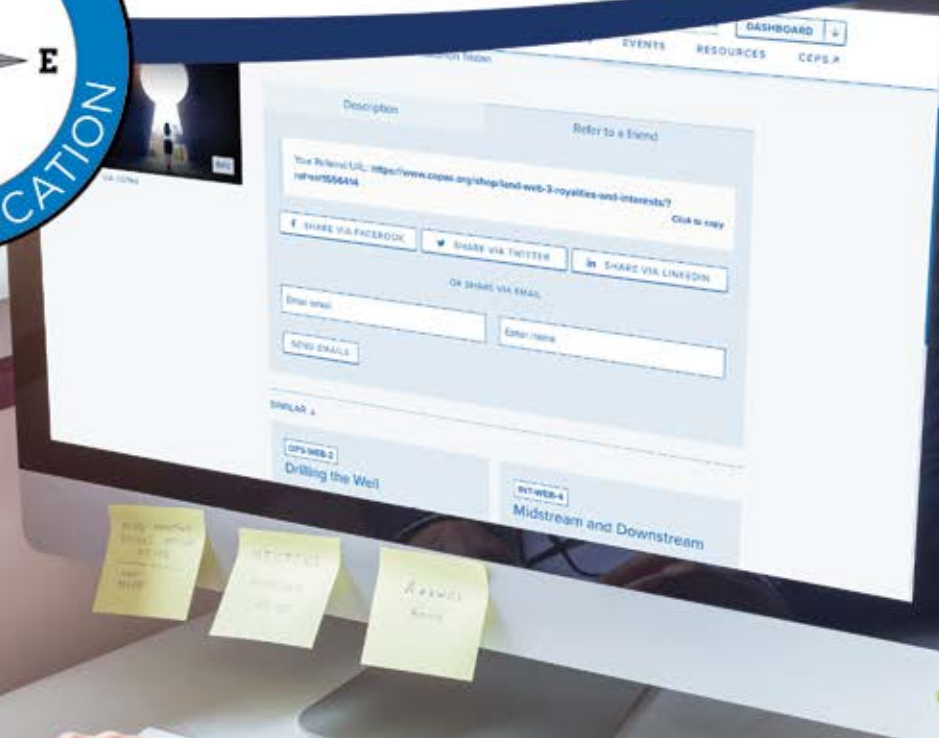 E
CATION
DASHBOARD ↓
EVENTS RESOURCES CEPS
Description
Refer to a friend
Your Referral URL: https://www.copas.org/shop/land-web-3-royalties-and-interests/?
Click to copy
f SHARE VIA FACEBOOK
SHARE VIA TWITTER
in SHARE VIA LINKEDIN
OR SHARE VIA EMAIL
Enter email
Enter name
SEND EMAILS
SIMILAR ↓
OPS-WEB-2
Drilling the Well
INT-WEB-4
Midstream and Downstream